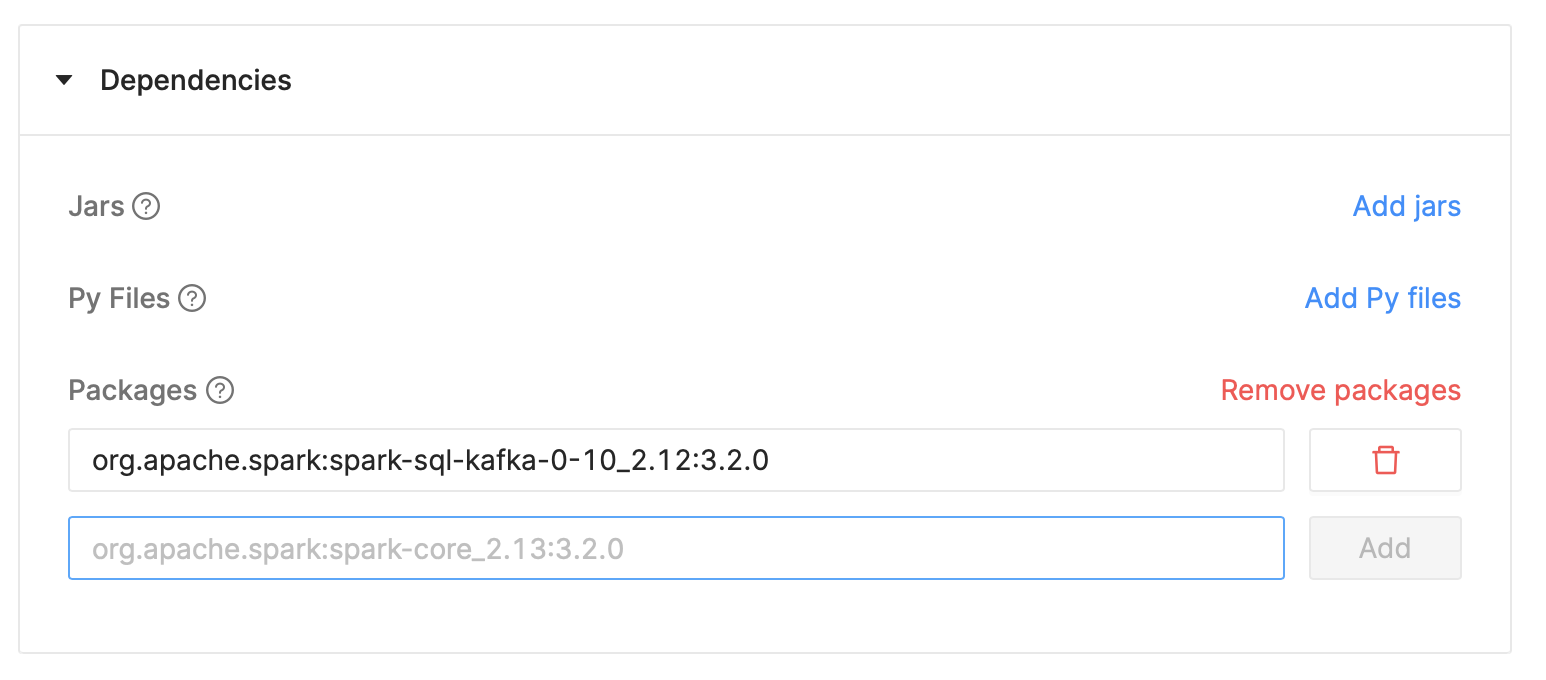 Dependencies
Jars ?
Add jars
Py Files ?
Add Py files
Packages ?
Remove packages
org.apache.spark:spark-sql-kafka-0-10_2.12:3.2.0
org.apache.spark:spark-core_2.13:3.2.0
Add